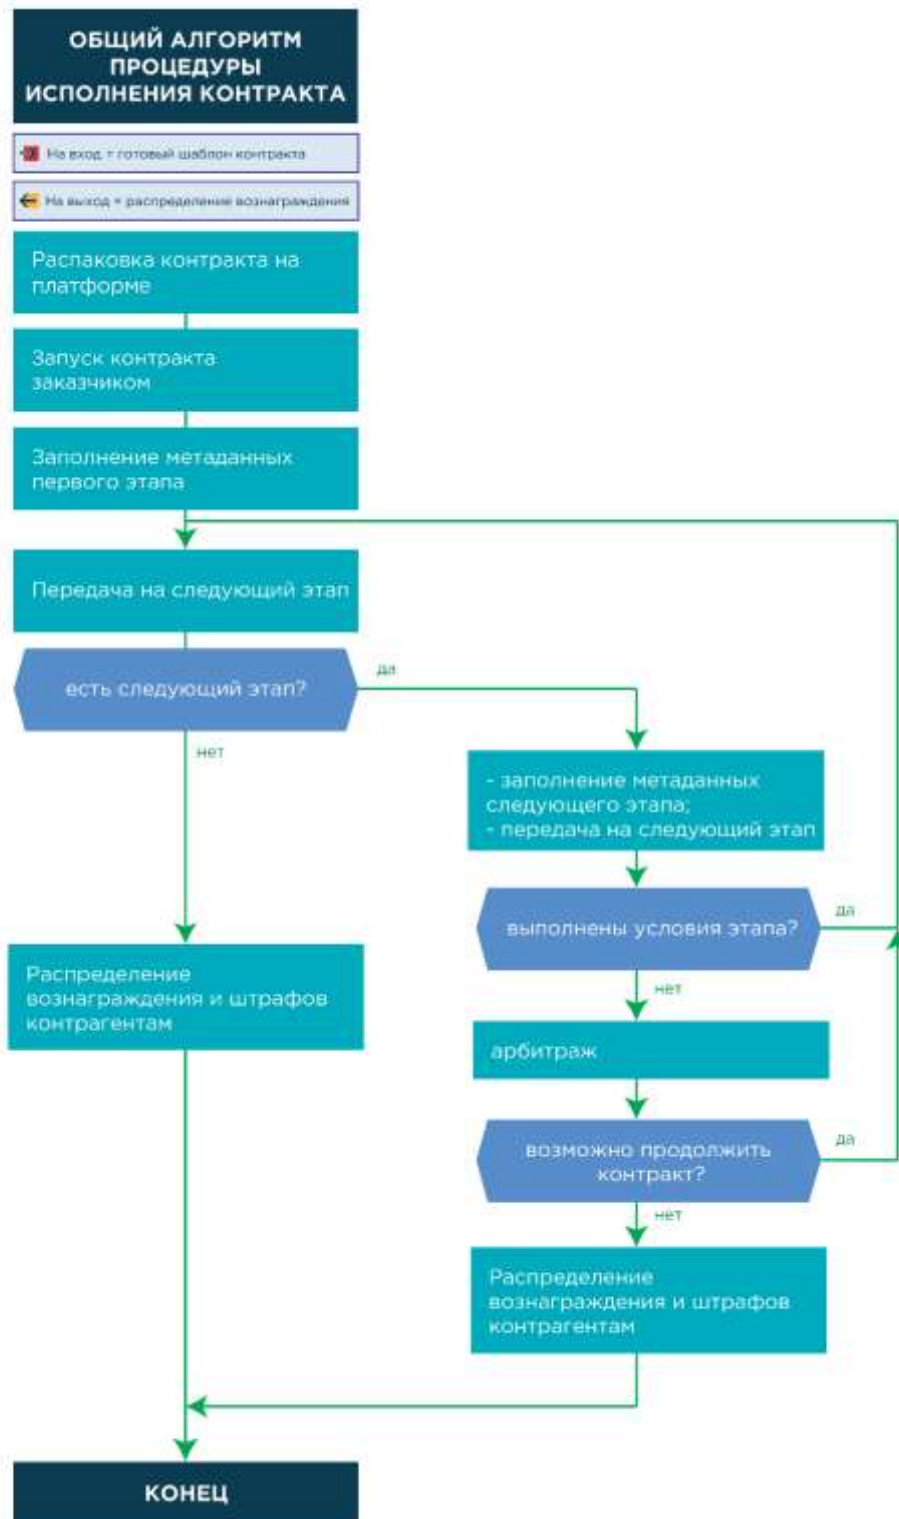 ОБЩИЙ АЛГОРИТМ
ПРОЦЕДУРЫ
ИСПОЛНЕНИЯ КОНТРАКТА
На вход = готовый шаблон контракта
На выход = распределение вознаграждения
Распаковка контракта на
платформе
Запуск контракта
заказчиком
Заполнение метаданных
первого этапа
Передача на следующий этап
есть следующий этап?
да
нет
- заполнение метаданных
следующего этапа;
- передача на следующий этап
выполнены условия этапа?
да
нет
Распределение
вознаграждения и штрафов
контрагентам
арбитраж
возможно продолжить
контракт?
да
нет
Распределение
вознаграждения и штрафов
контрагентам
КОНЕЦ